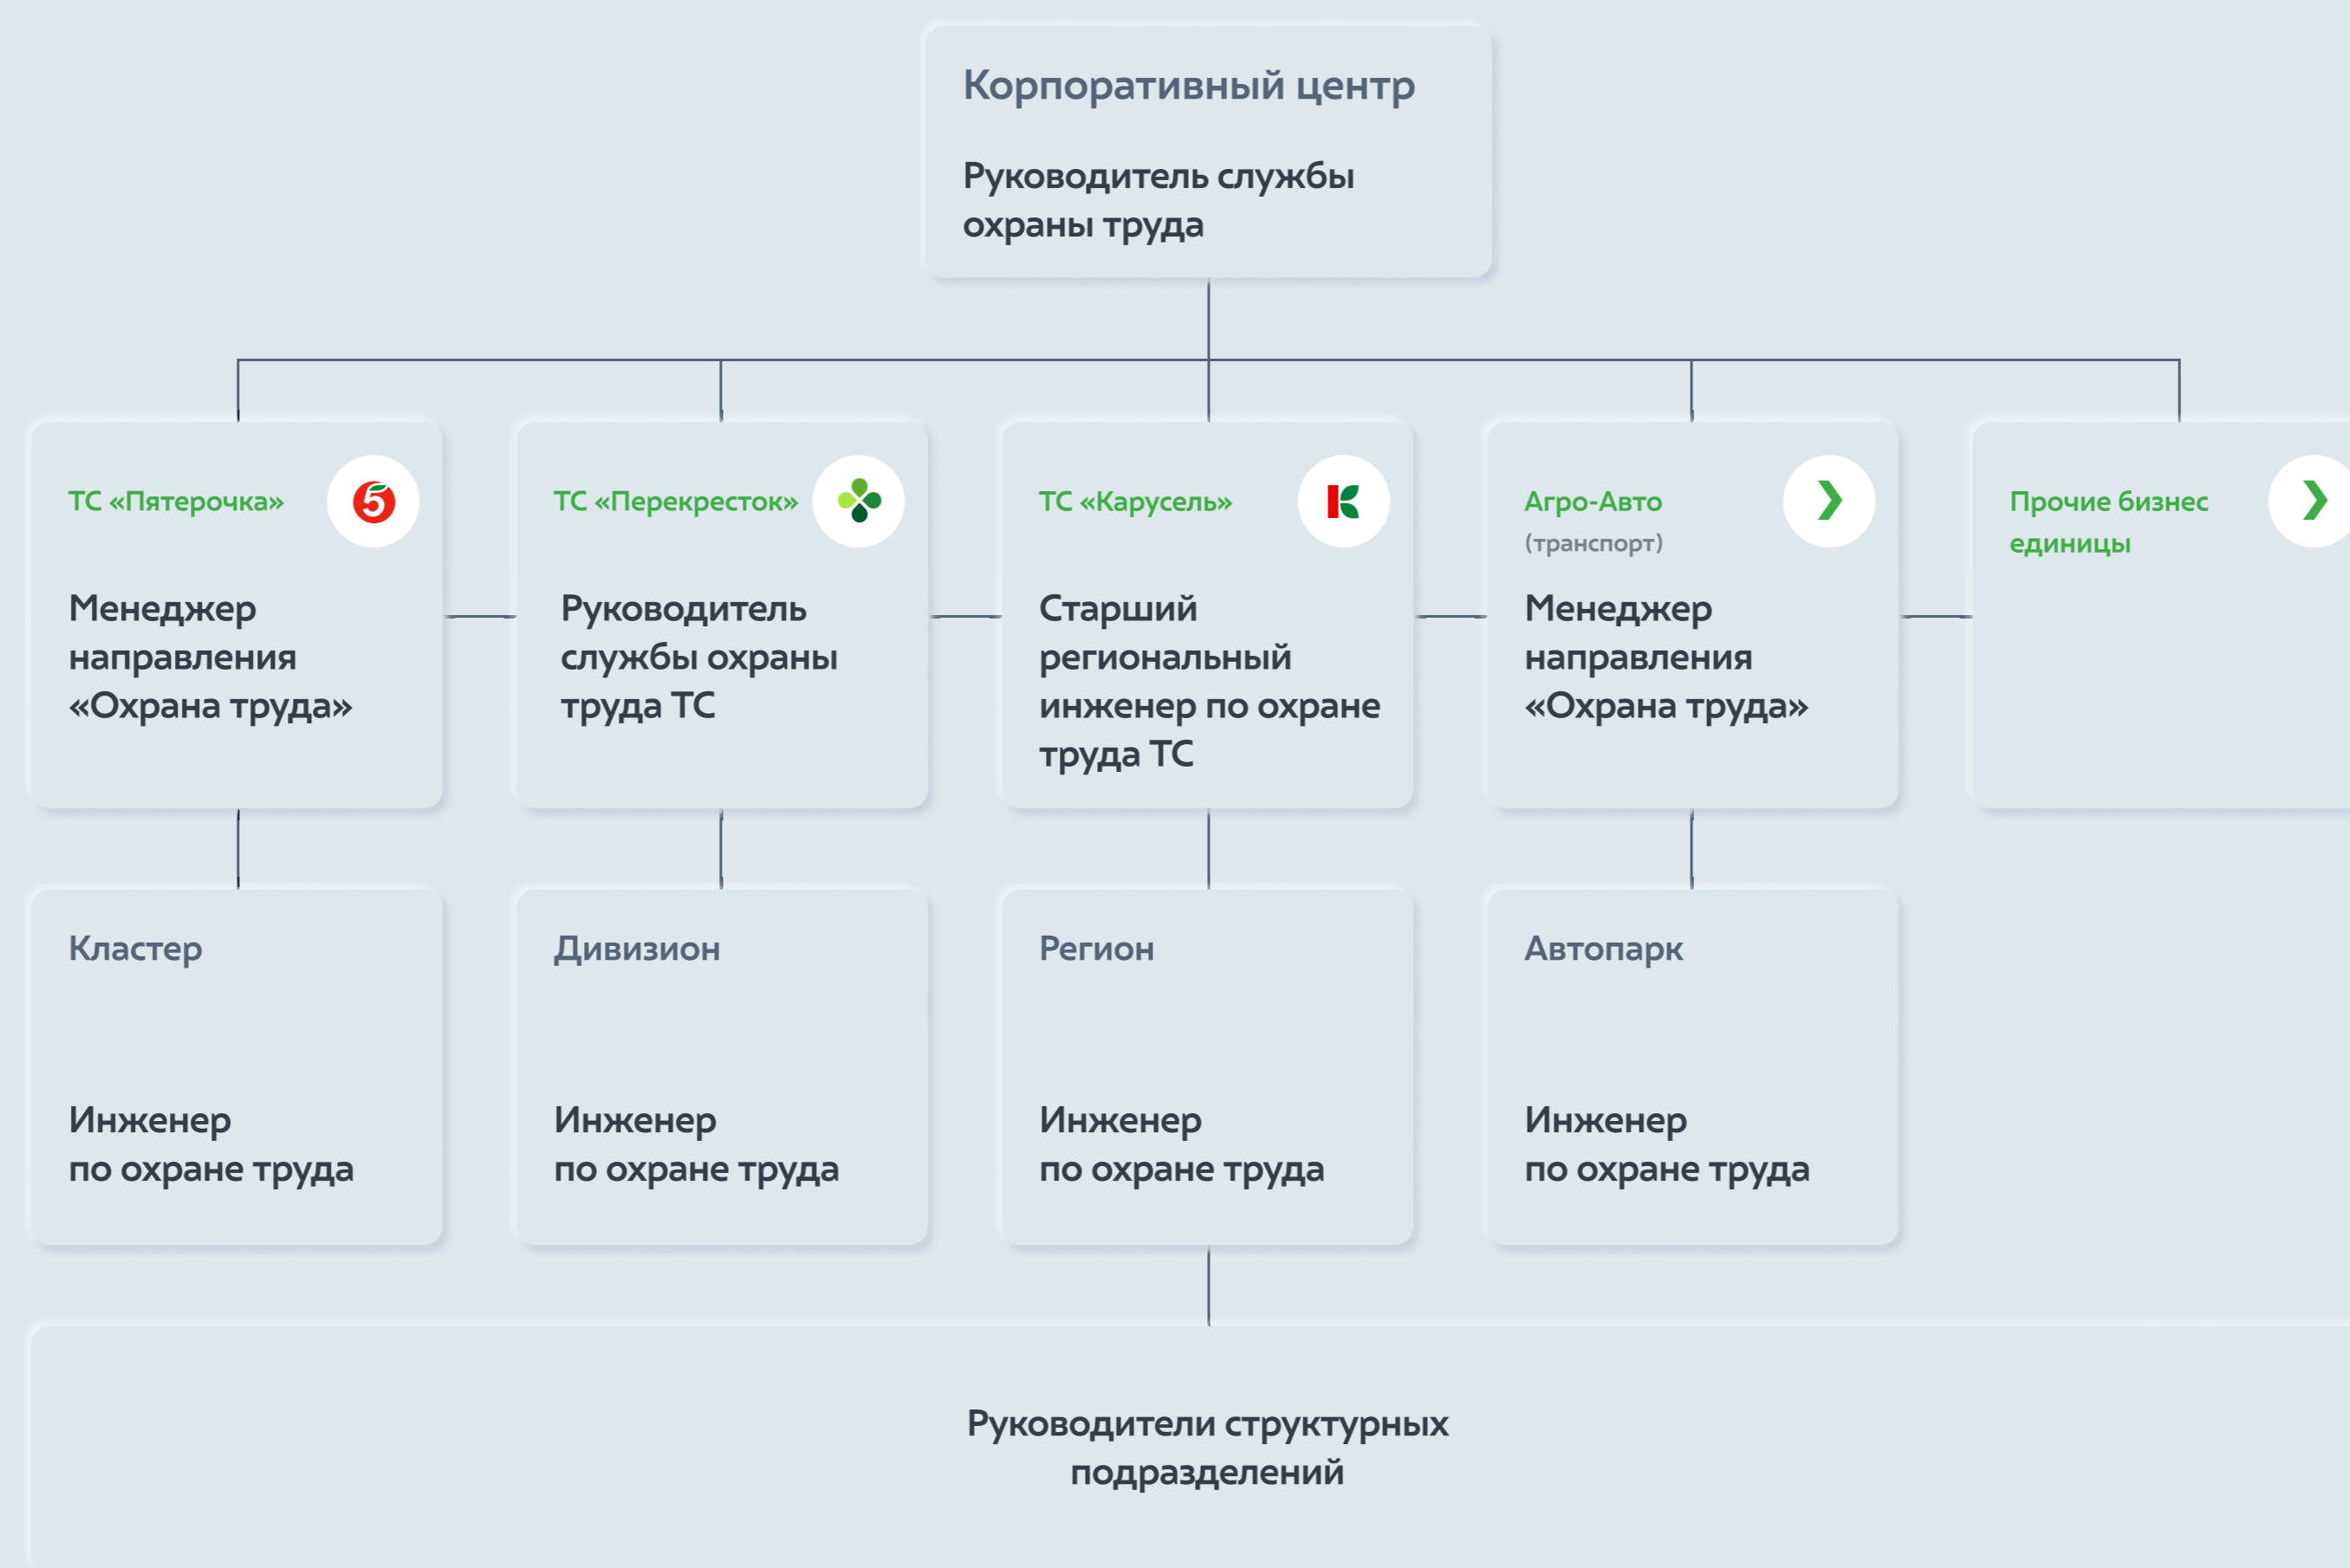 Корпоративный центр
Руководитель службы
охраны труда
ТС «Пятерочка»
5
Менеджер
направления
«Охрана труда»
ТС «Перекресток»
Руководитель
службы охраны
труда ТС
ТС «Карусель»
К
Старший
региональный
инженер по охране
труда ТС
Агро-Авто
(транспорт)
Менеджер
направления
«Охрана труда»
Прочие бизнес
единицы
Кластер
Инженер
по охране труда
Дивизион
Инженер
по охране труда
Регион
Инженер
по охране труда
Автопарк
Инженер
по охране труда
Руководители структурных
подразделений